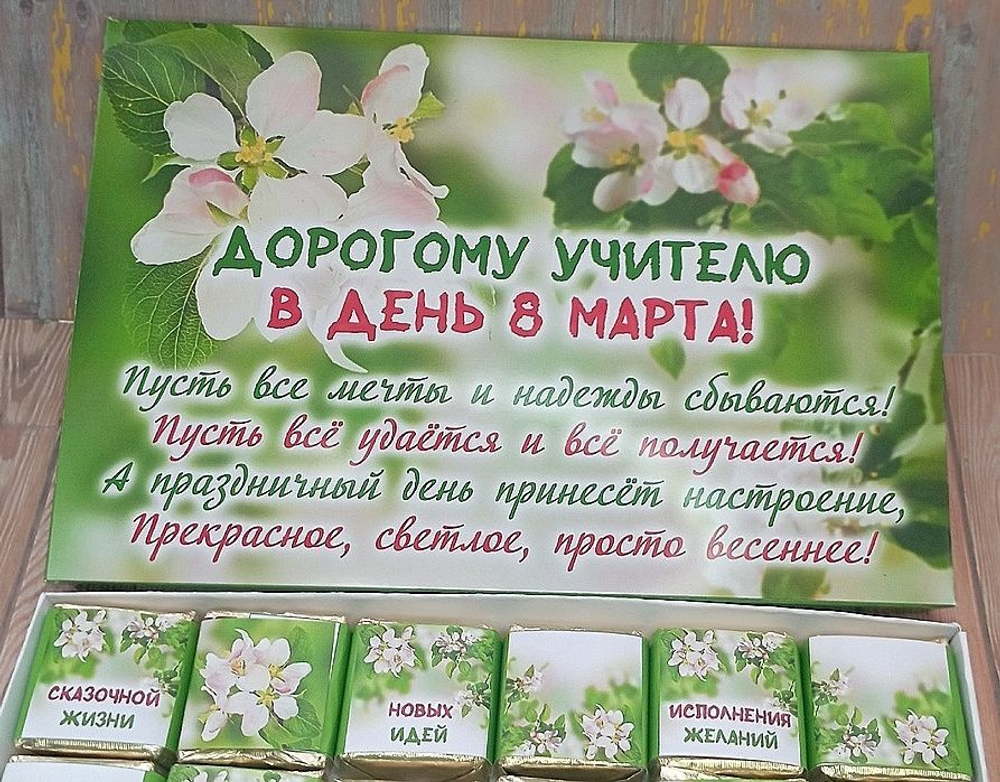 ДОРОГОМУ УЧИТЕЛЮ
В ДЕНЬ 8 МАРТА!
Пусть все мечты и надежды сбываются!
Пусть всё удаётся и всё получается!
А праздничный день принесёт настроение,
Прекрасное, светлое, просто весеннее!
СКАЗОЧНОЙ
ЖИЗНИ
НОВЫХ
ИДЕЙ
ИСПОЛНЕНИЯ
ЖЕЛАНИЙ